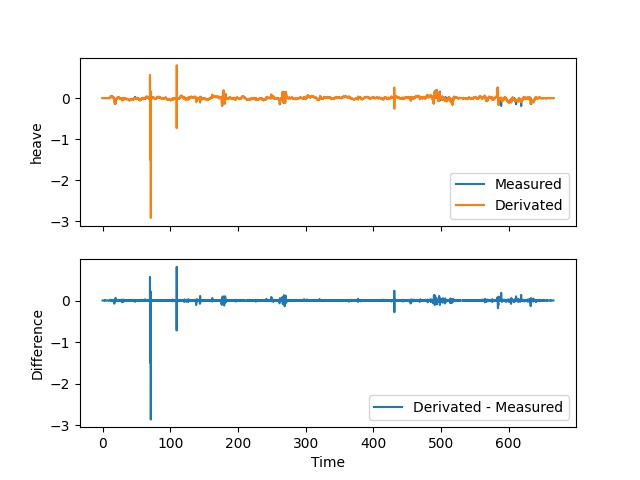 0
−1
−2
−3
heave
Measured
Derivated
0
−1
−2
−3
Difference
Derivated - Measured
0
100
200
300
400
500
600
Time